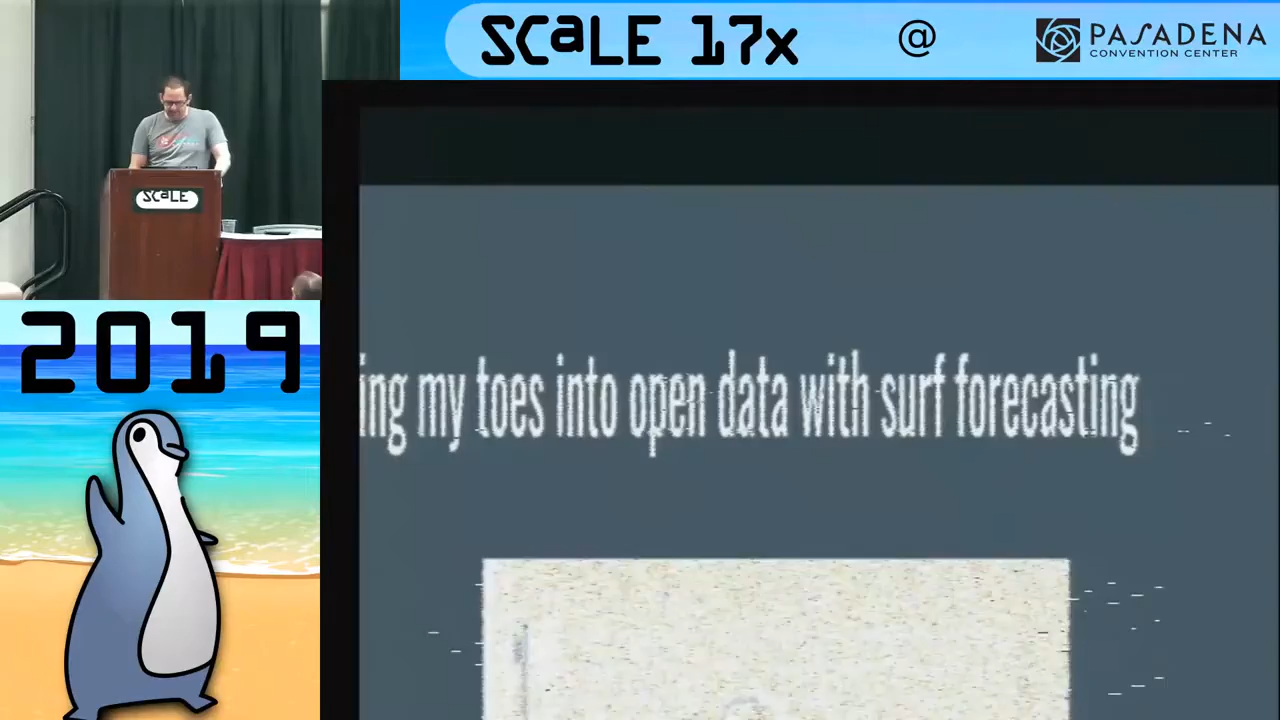 SCaLE 17x @ PASADENA
CONVENTION CENTER
SCaLE
2019
ing my toes into open data with surf forecasting